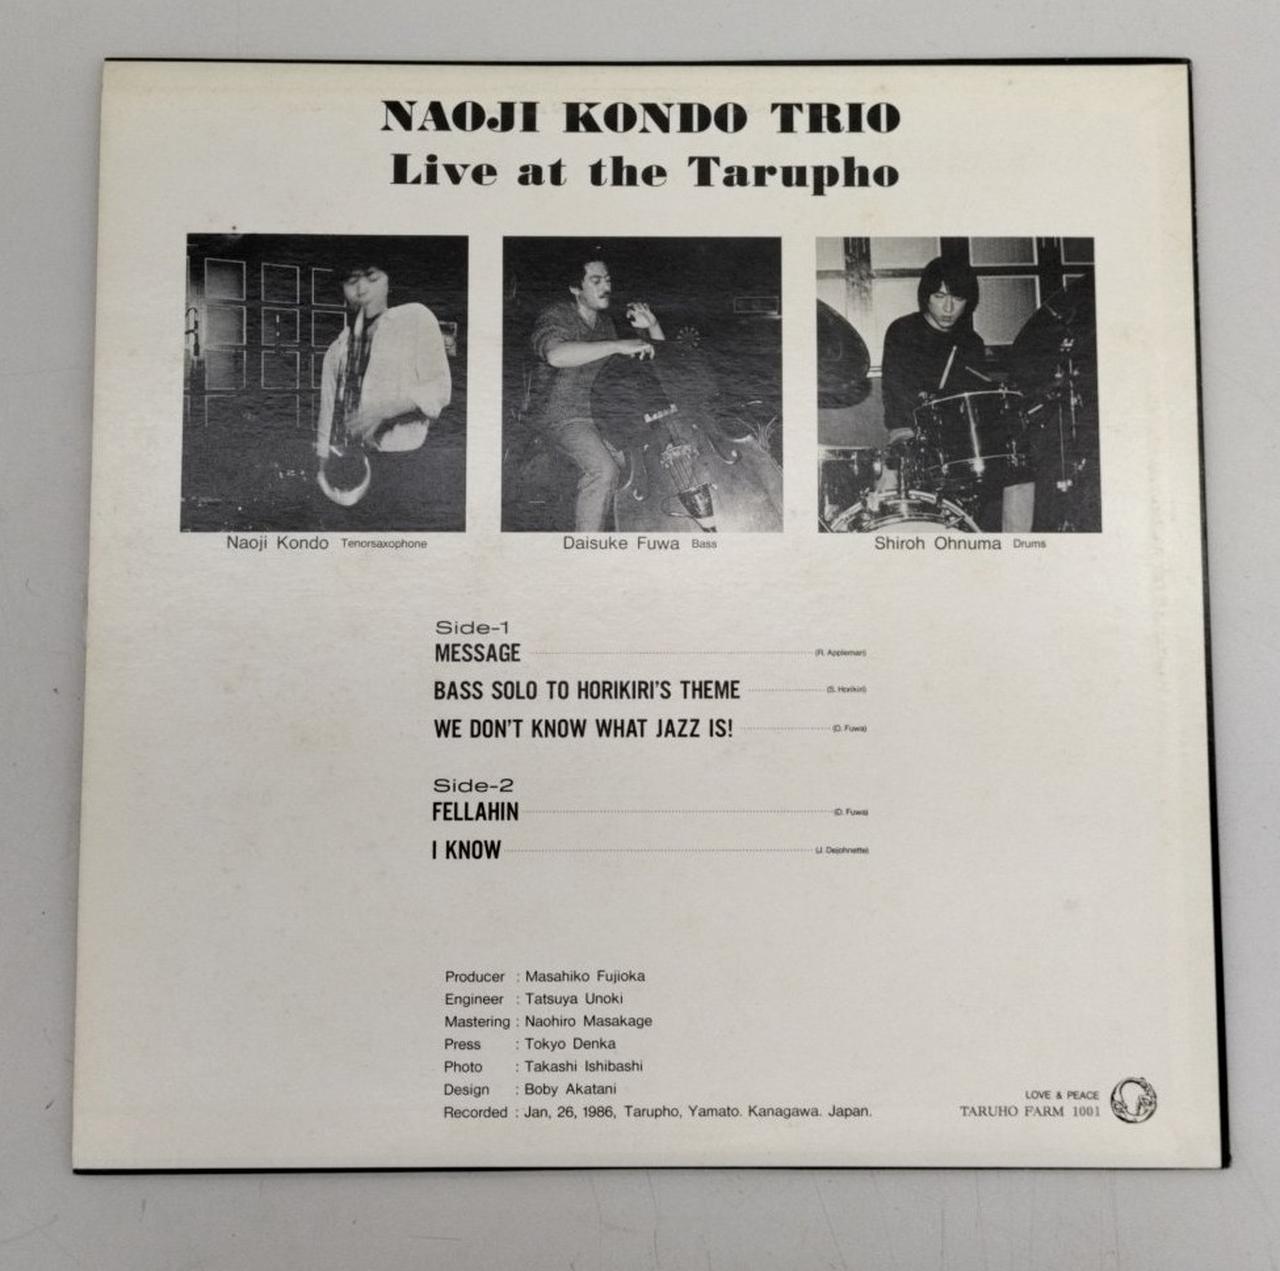 NAOJI KONDO TRIO
Live at the Tarupho
Naoji Kondo Tenorsaxophone
Daisuke Fuwa Bass
Shiroh Ohnuma Drums
Side-1
MESSAGE (R. Appleman)
BASS SOLO TO HORIKIRI'S THEME (S. Horikiri)
WE DON'T KNOW WHAT JAZZ IS! (D. Fuwa)
Side-2
FELLAHIN (D. Fuwa)
I KNOW (J. Dejohnette)
Producer : Masahiko Fujioka
Engineer : Tatsuya Unoki
Mastering : Naohiro Masakage
Press : Tokyo Denka
Photo : Takashi Ishibashi
Design : Boby Akatani
Recorded : Jan, 26, 1986, Tarupho, Yamato. Kanagawa. Japan.
LOVE & PEACE
TARUHO FARM 1001